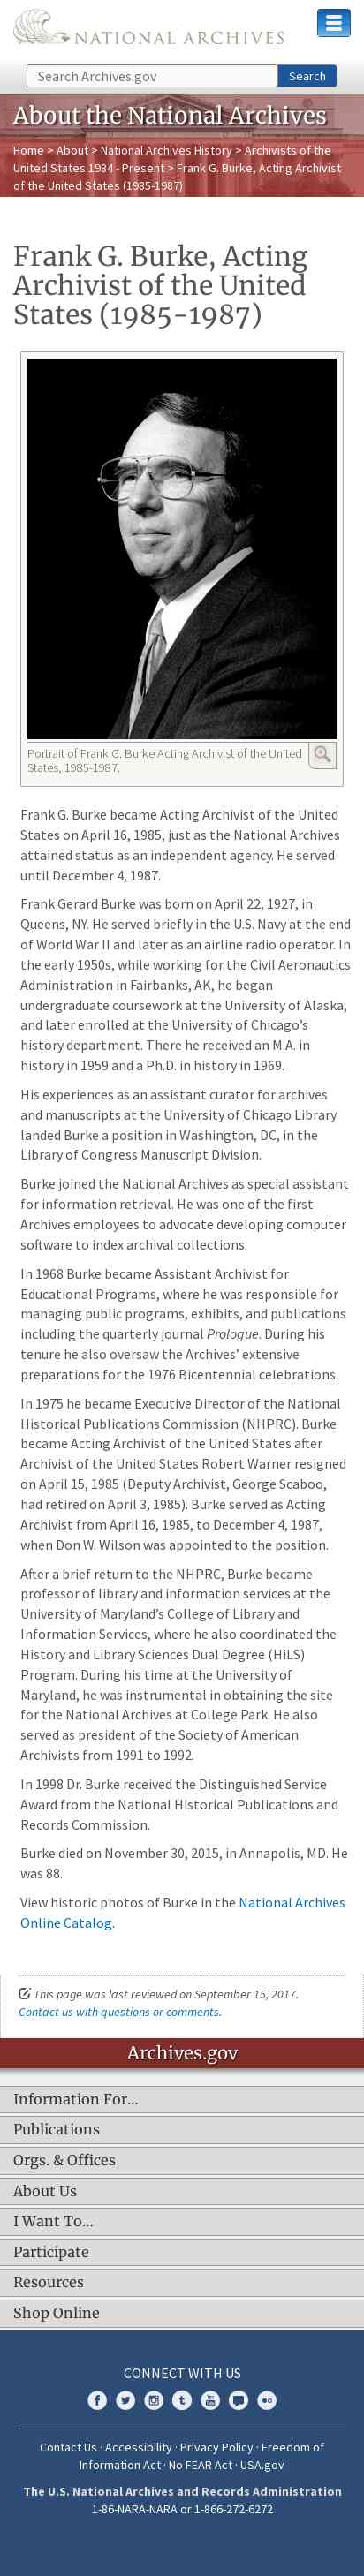 NATIONAL ARCHIVES
Search Archives.gov
Search
About the National Archives
Home > About > National Archives History > Archivists of the
United States 1934 - Present > Frank G. Burke, Acting Archivist
of the United States (1985-1987)
Frank G. Burke, Acting
Archivist of the United
States (1985-1987)
Portrait of Frank G. Burke Acting Archivist of the United
States, 1985-1987.
Frank G. Burke became Acting Archivist of the United
States on April 16, 1985, just as the National Archives
attained status as an independent agency. He served
until December 4, 1987.
Frank Gerard Burke was born on April 22, 1927, in
Queens, NY. He served briefly in the U.S. Navy at the end
of World War II and later as an airline radio operator. In
the early 1950s, while working for the Civil Aeronautics
Administration in Fairbanks, AK, he began
undergraduate coursework at the University of Alaska,
and later enrolled at the University of Chicago’s
history department. There he received an M.A. in
history in 1959 and a Ph.D. in history in 1969.
His experiences as an assistant curator for archives
and manuscripts at the University of Chicago Library
landed Burke a position in Washington, DC, in the
Library of Congress Manuscript Division.
Burke joined the National Archives as special assistant
for information retrieval. He was one of the first
Archives employees to advocate developing computer
software to index archival collections.
In 1968 Burke became Assistant Archivist for
Educational Programs, where he was responsible for
managing public programs, exhibits, and publications
including the quarterly journal Prologue. During his
tenure he also oversaw the Archives’ extensive
preparations for the 1976 Bicentennial celebrations.
In 1975 he became Executive Director of the National
Historical Publications Commission (NHPRC). Burke
became Acting Archivist of the United States after
Archivist of the United States Robert Warner resigned
on April 15, 1985 (Deputy Archivist, George Scaboo,
had retired on April 3, 1985). Burke served as Acting
Archivist from April 16, 1985, to December 4, 1987,
when Don W. Wilson was appointed to the position.
After a brief return to the NHPRC, Burke became
professor of library and information services at the
University of Maryland’s College of Library and
Information Services, where he also coordinated the
History and Library Sciences Dual Degree (HiLS)
Program. During his time at the University of
Maryland, he was instrumental in obtaining the site
for the National Archives at College Park. He also
served as president of the Society of American
Archivists from 1991 to 1992.
In 1998 Dr. Burke received the Distinguished Service
Award from the National Historical Publications and
Records Commission.
Burke died on November 30, 2015, in Annapolis, MD. He
was 88.
View historic photos of Burke in the National Archives
Online Catalog.
This page was last reviewed on September 15, 2017.
Contact us with questions or comments.
Archives.gov
Information For...
Publications
Orgs. & Offices
About Us
I Want To...
Participate
Resources
Shop Online
CONNECT WITH US
Contact Us · Accessibility · Privacy Policy · Freedom of
Information Act · No FEAR Act · USA.gov
The U.S. National Archives and Records Administration
1-86-NARA-NARA or 1-866-272-6272